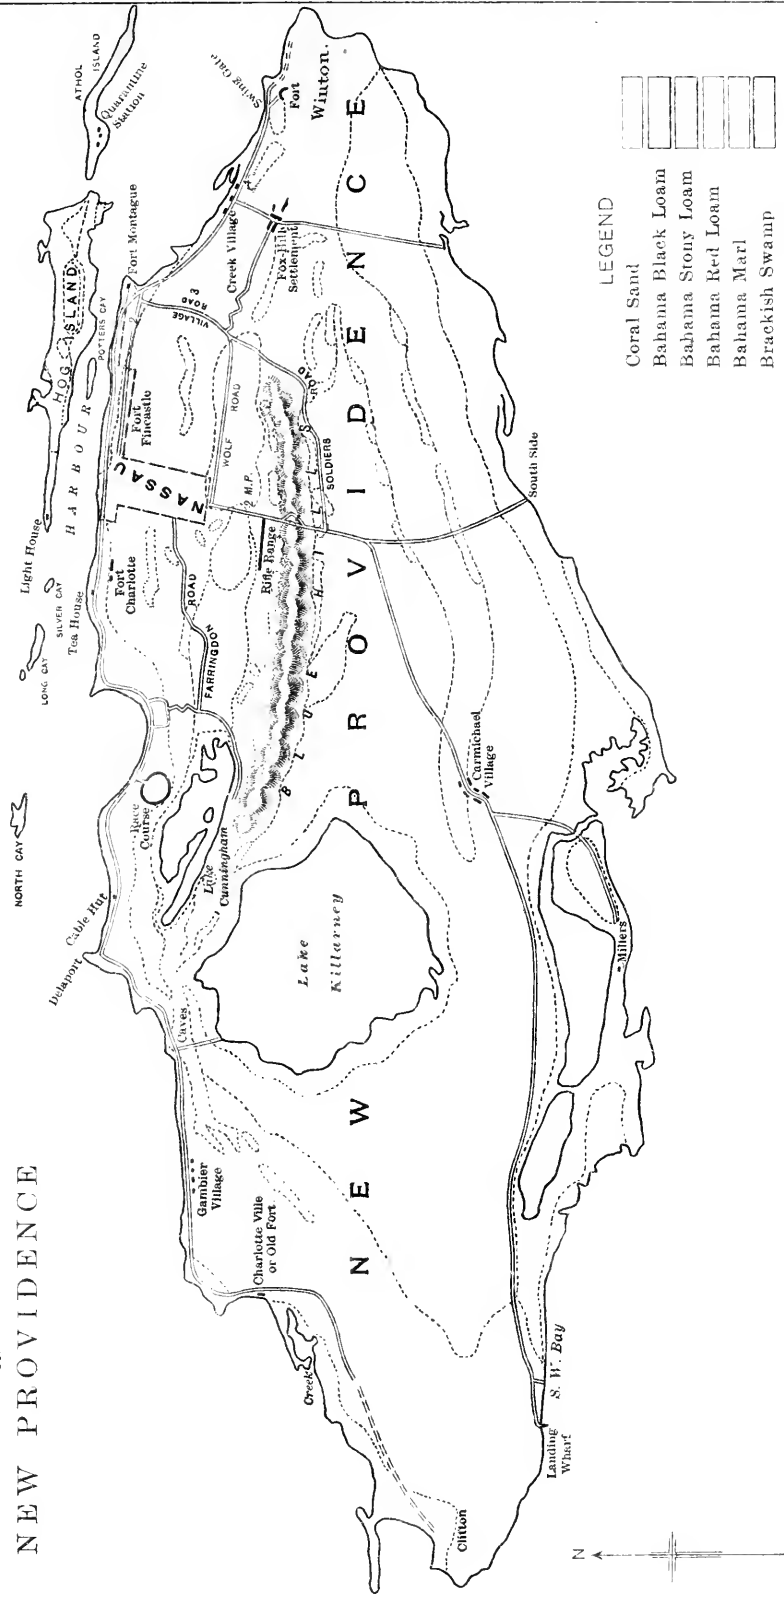 NEW PROVIDENCE
ATHOL
ISLAND
Quarantine
Station
HOG ISLAND
POTTERS CAY
HARBOUR
Light House
SILVER CAY
LONG CAY
Tea House
NORTH CAY
Swing Gate
Fort
Winton.
Fort Montague
Creek Village
4
Fox-Hill
Settlement
VILLAGE
ROAD
3
Fort
Fincastle
NASSAU
WOLF
ROAD
2 M.P.
SOLDIERS
ROAD
Fort
Charlotte
Rifle Range
FARRINGDON
ROAD
BLUE HILLS
Race
Course
Lake
Cunningham
Cable Hut
Delaport
Caves
Lake
Killarney
Gambier
Village
Charlotte Ville
or Old Fort
Creek
Clifton
NEW PROVIDENCE
South Side
Carmichael
Village
Millers
S. W. Bay
Landing
Wharf
N
LEGEND
Coral Sand
Bahama Black Loam
Bahama Stony Loam
Bahama Red Loam
Bahama Marl
Brackish Swamp